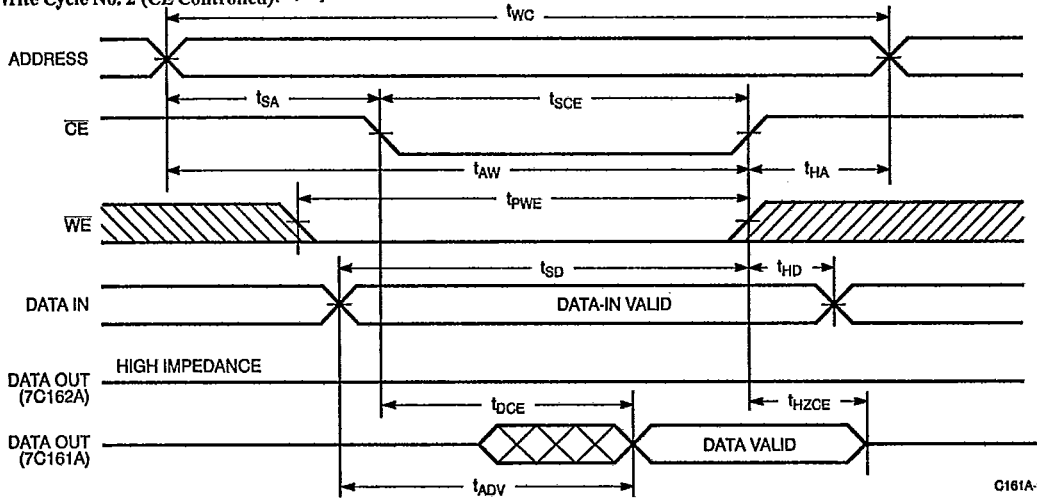 Write Cycle No. 2 (CE Controlled)
tWC
ADDRESS
tSA
tSCE
CE
tAW
tHA
tPWE
WE
tSD
tHD
DATA IN
DATA-IN VALID
HIGH IMPEDANCE
DATA OUT
(7C162A)
tDCE
tHZCE
DATA OUT
(7C161A)
DATA VALID
tADV
C161A-